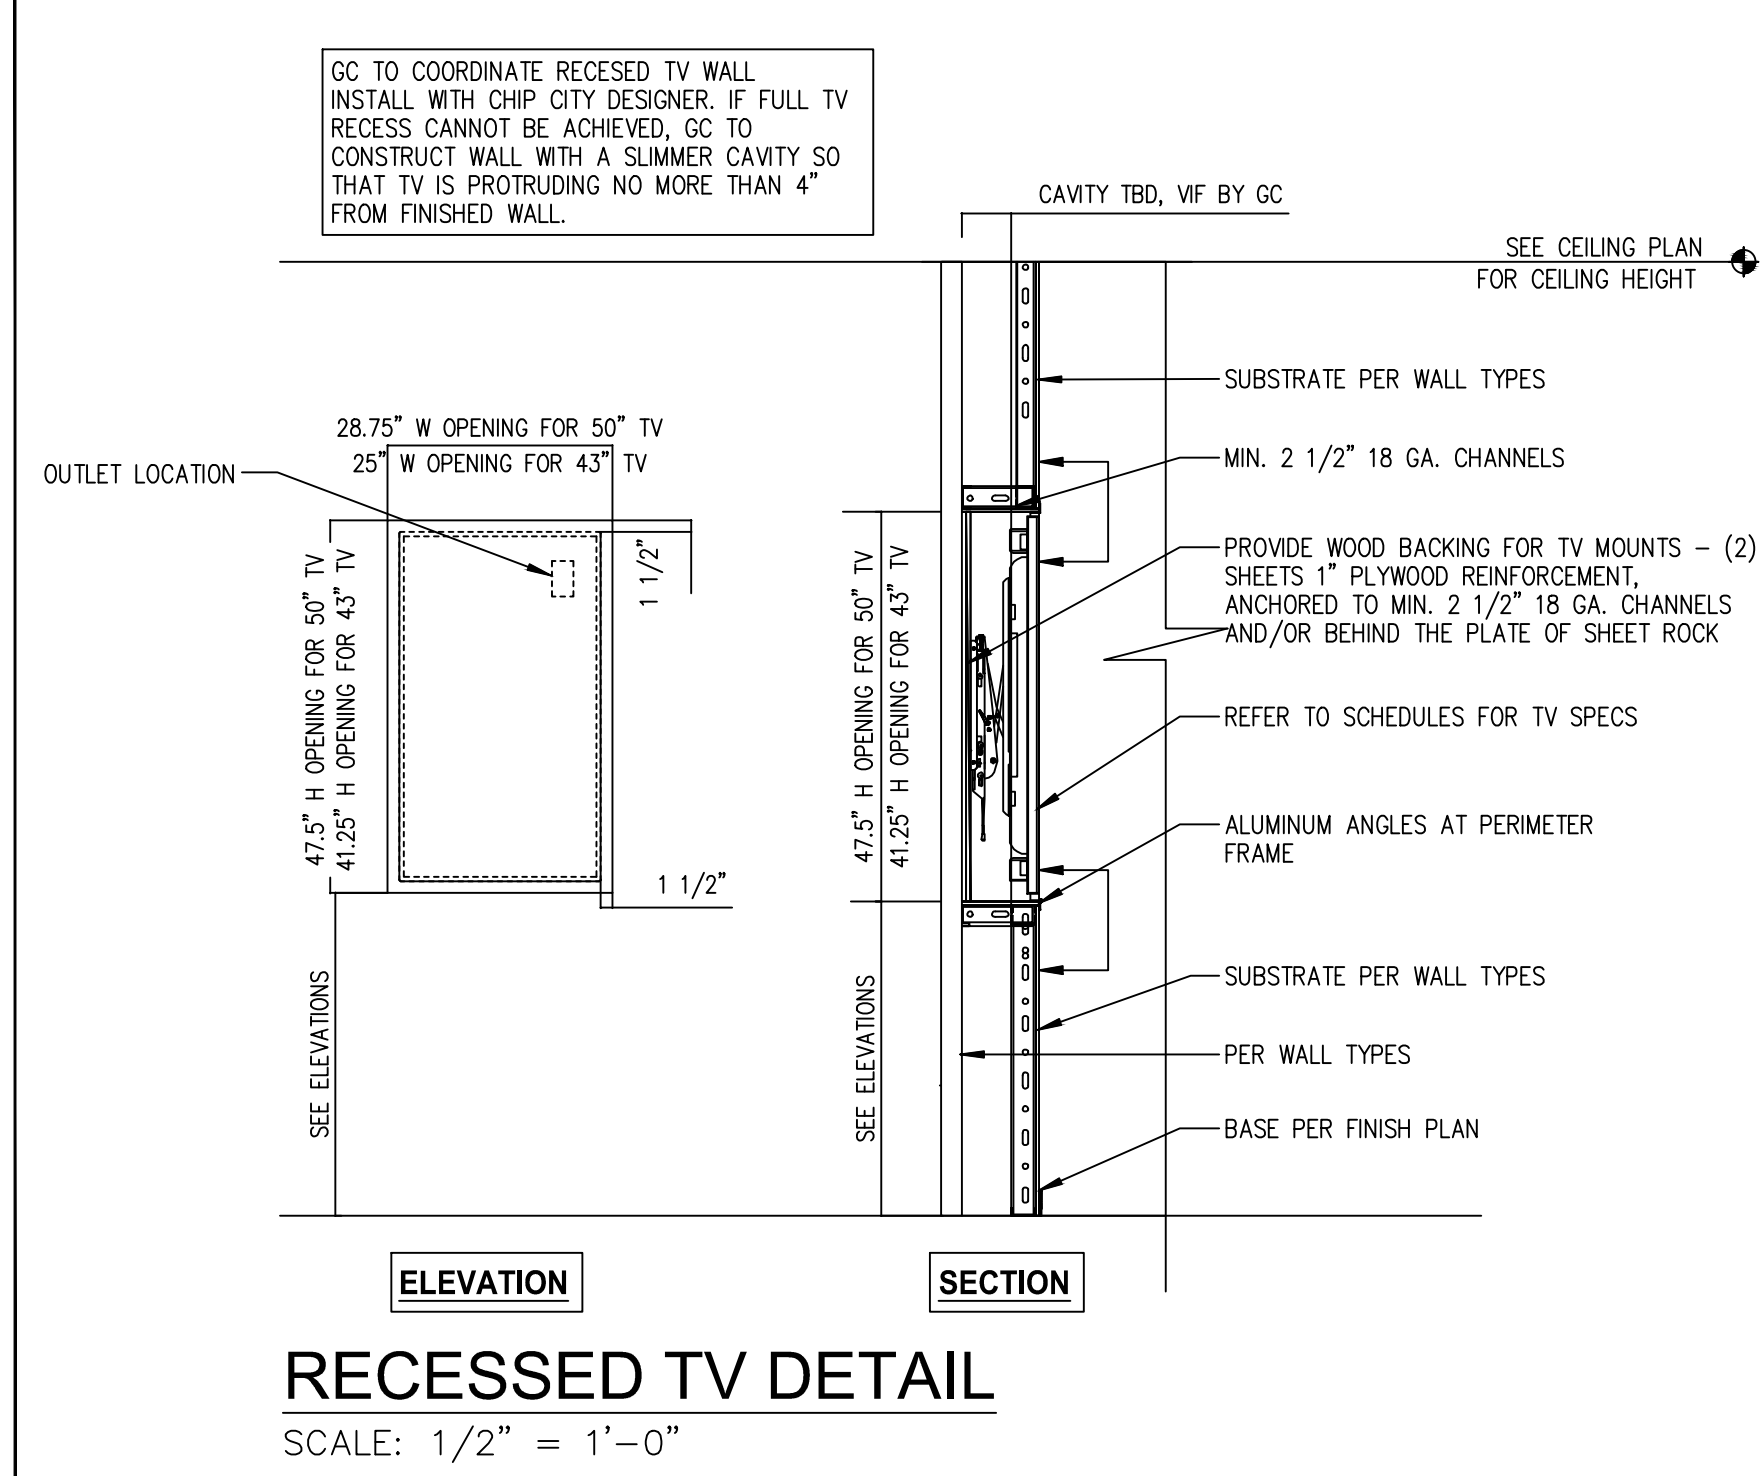 GC TO COORDINATE RECESED TV WALL
INSTALL WITH CHIP CITY DESIGNER. IF FULL TV
RECESS CANNOT BE ACHIEVED, GC TO
CONSTRUCT WALL WITH A SLIMMER CAVITY SO
THAT TV IS PROTRUDING NO MORE THAN 4"
FROM FINISHED WALL.
CAVITY TBD, VIF BY GC
SEE CEILING PLAN
FOR CEILING HEIGHT
28.75" W OPENING FOR 50" TV
25" W OPENING FOR 43" TV
OUTLET LOCATION
47.5" H OPENING FOR 50" TV
41.25" H OPENING FOR 43" TV
1 1/2"
1 1/2"
SEE ELEVATIONS
47.5" H OPENING FOR 50" TV
41.25" H OPENING FOR 43" TV
SEE ELEVATIONS
SUBSTRATE PER WALL TYPES
MIN. 2 1/2" 18 GA. CHANNELS
PROVIDE WOOD BACKING FOR TV MOUNTS – (2)
SHEETS 1" PLYWOOD REINFORCEMENT,
ANCHORED TO MIN. 2 1/2" 18 GA. CHANNELS
AND/OR BEHIND THE PLATE OF SHEET ROCK
REFER TO SCHEDULES FOR TV SPECS
ALUMINUM ANGLES AT PERIMETER
FRAME
SUBSTRATE PER WALL TYPES
PER WALL TYPES
BASE PER FINISH PLAN
ELEVATION
SECTION
RECESSED TV DETAIL
SCALE: 1/2" = 1'–0"